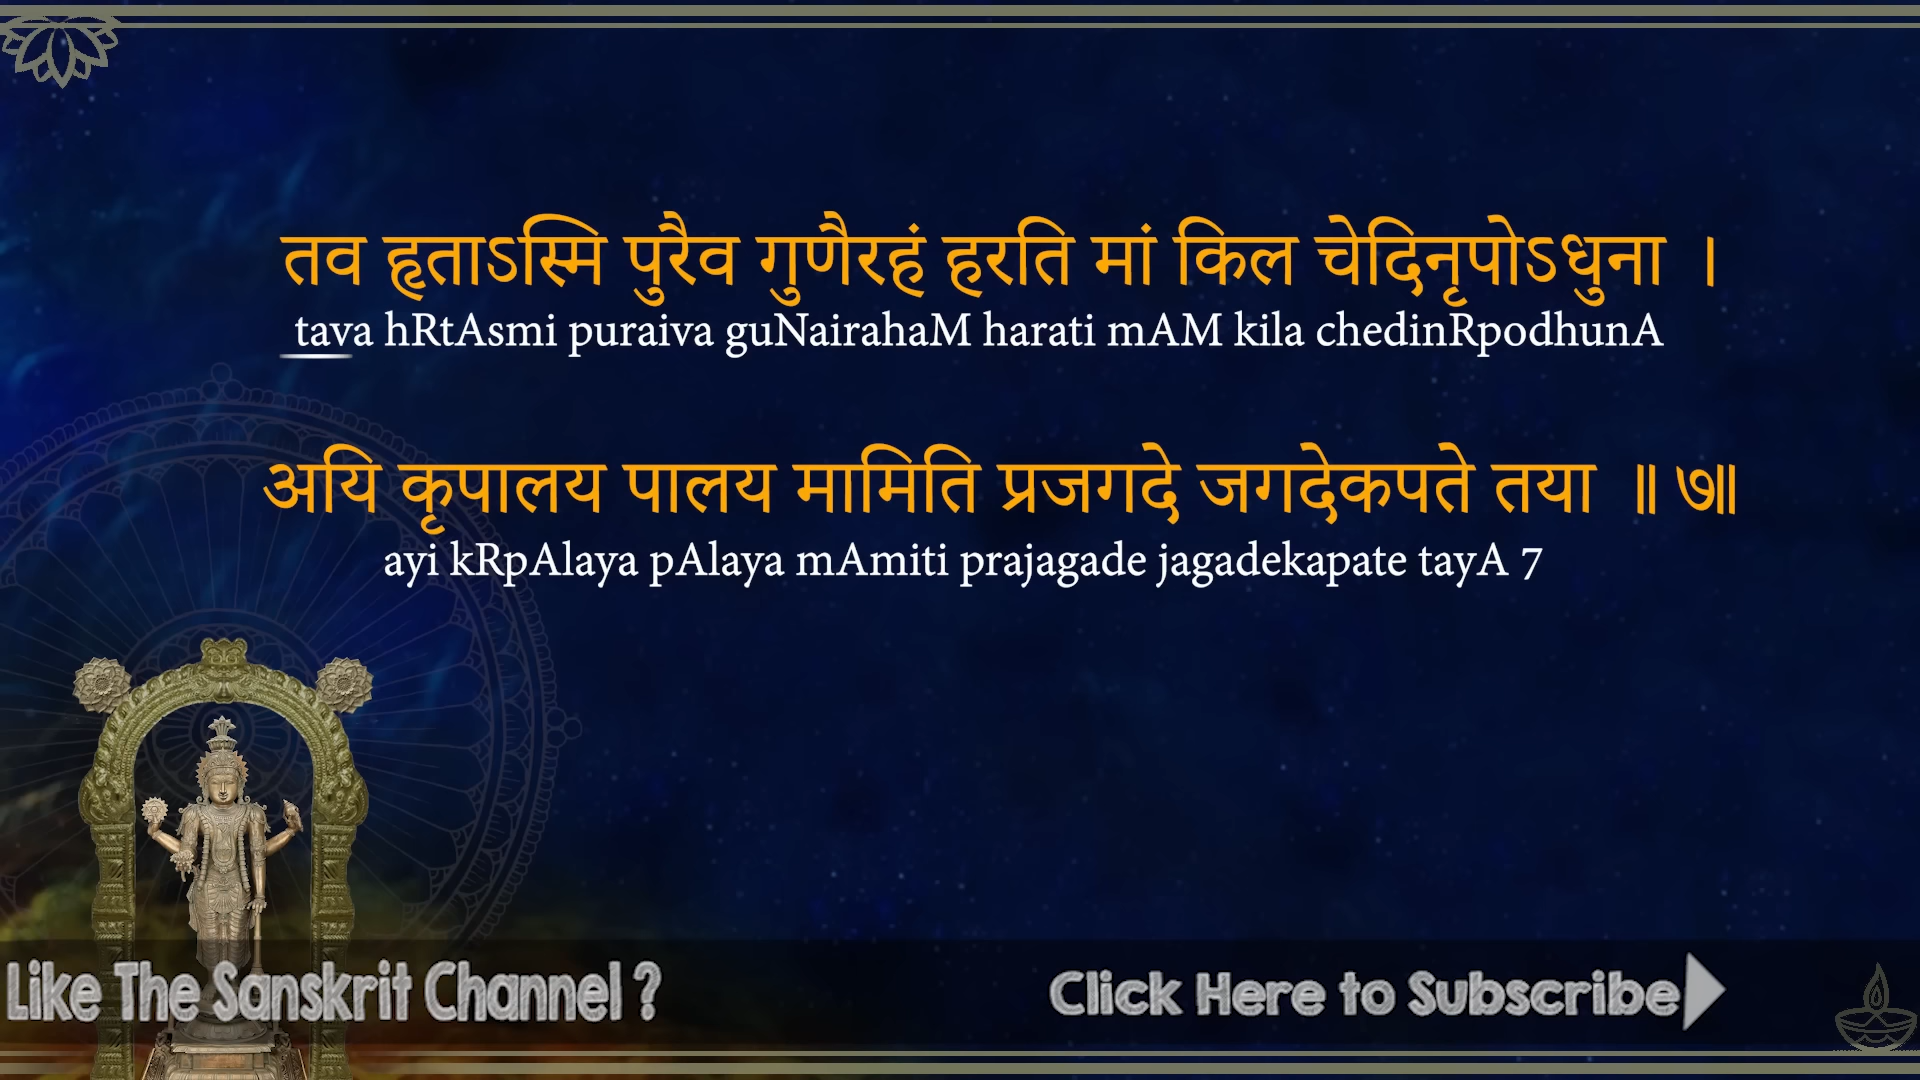 तव हृताऽस्मि पुरैव गुणैरहं हरति मां किल चेदिनृपोऽधुना ।
tava hRtAsmi puraiva guNairahaM harati mAM kila chedinRpodhunA
अयि कृपालय पालय मामिति प्रजगदे जगदेकपते तया ॥ ७॥
ayi kRpAlaya pAlaya mAmiti prajagade jagadekapate tayA 7
Like The Sanskrit Channel ?
Click Here to Subscribe